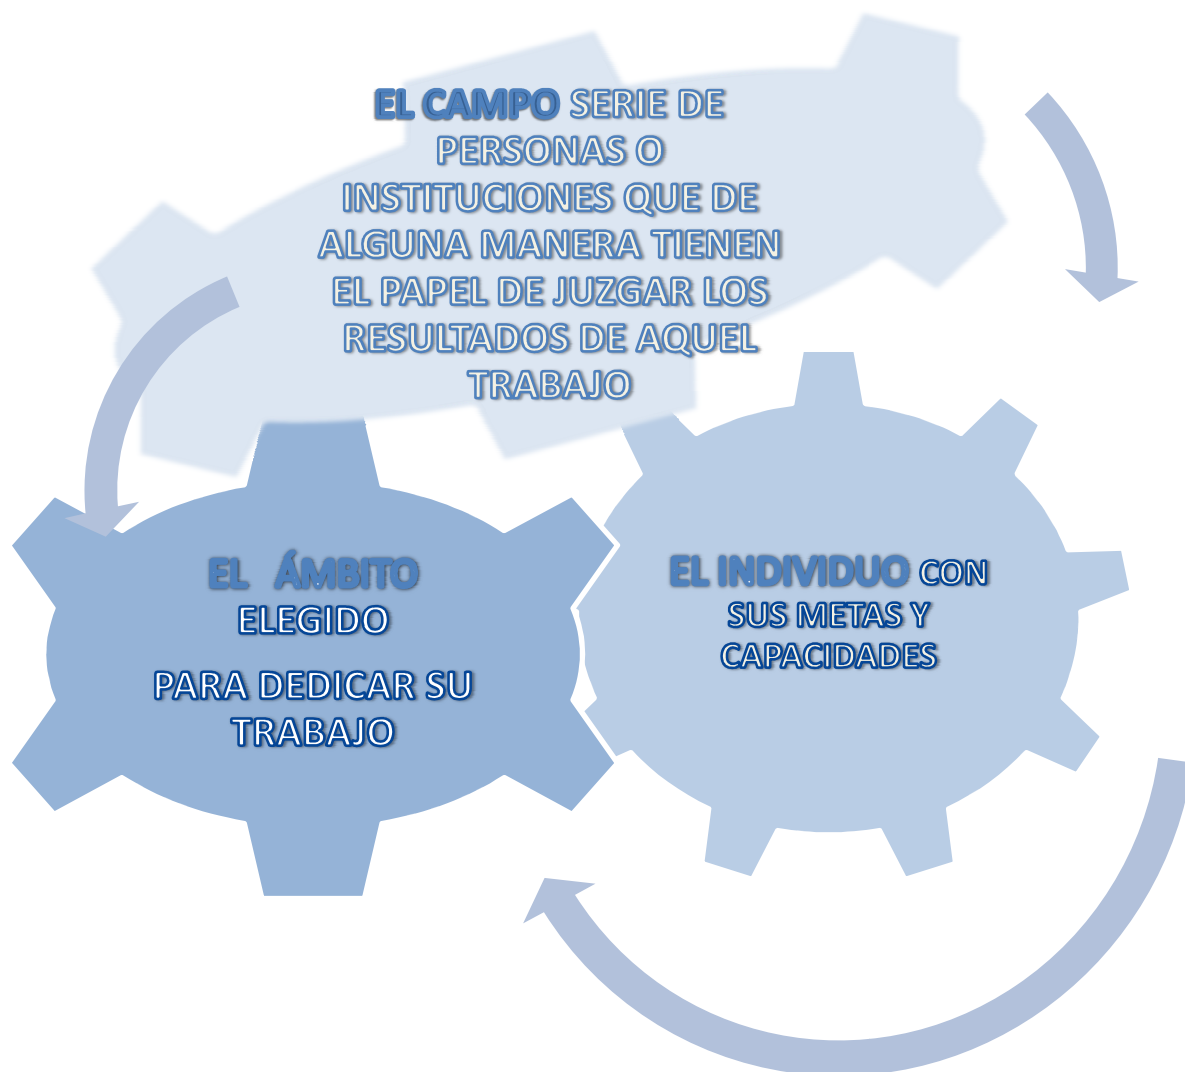 EL CAMPO SERIE DE
PERSONAS O
INSTITUCIONES QUE DE
ALGUNA MANERA TIENEN
EL PAPEL DE JUZGAR LOS
RESULTADOS DE AQUEL
TRABAJO
EL ÁMBITO
ELEGIDO
PARA DEDICAR SU
TRABAJO
EL INDIVIDUO CON
SUS METAS Y
CAPACIDADES